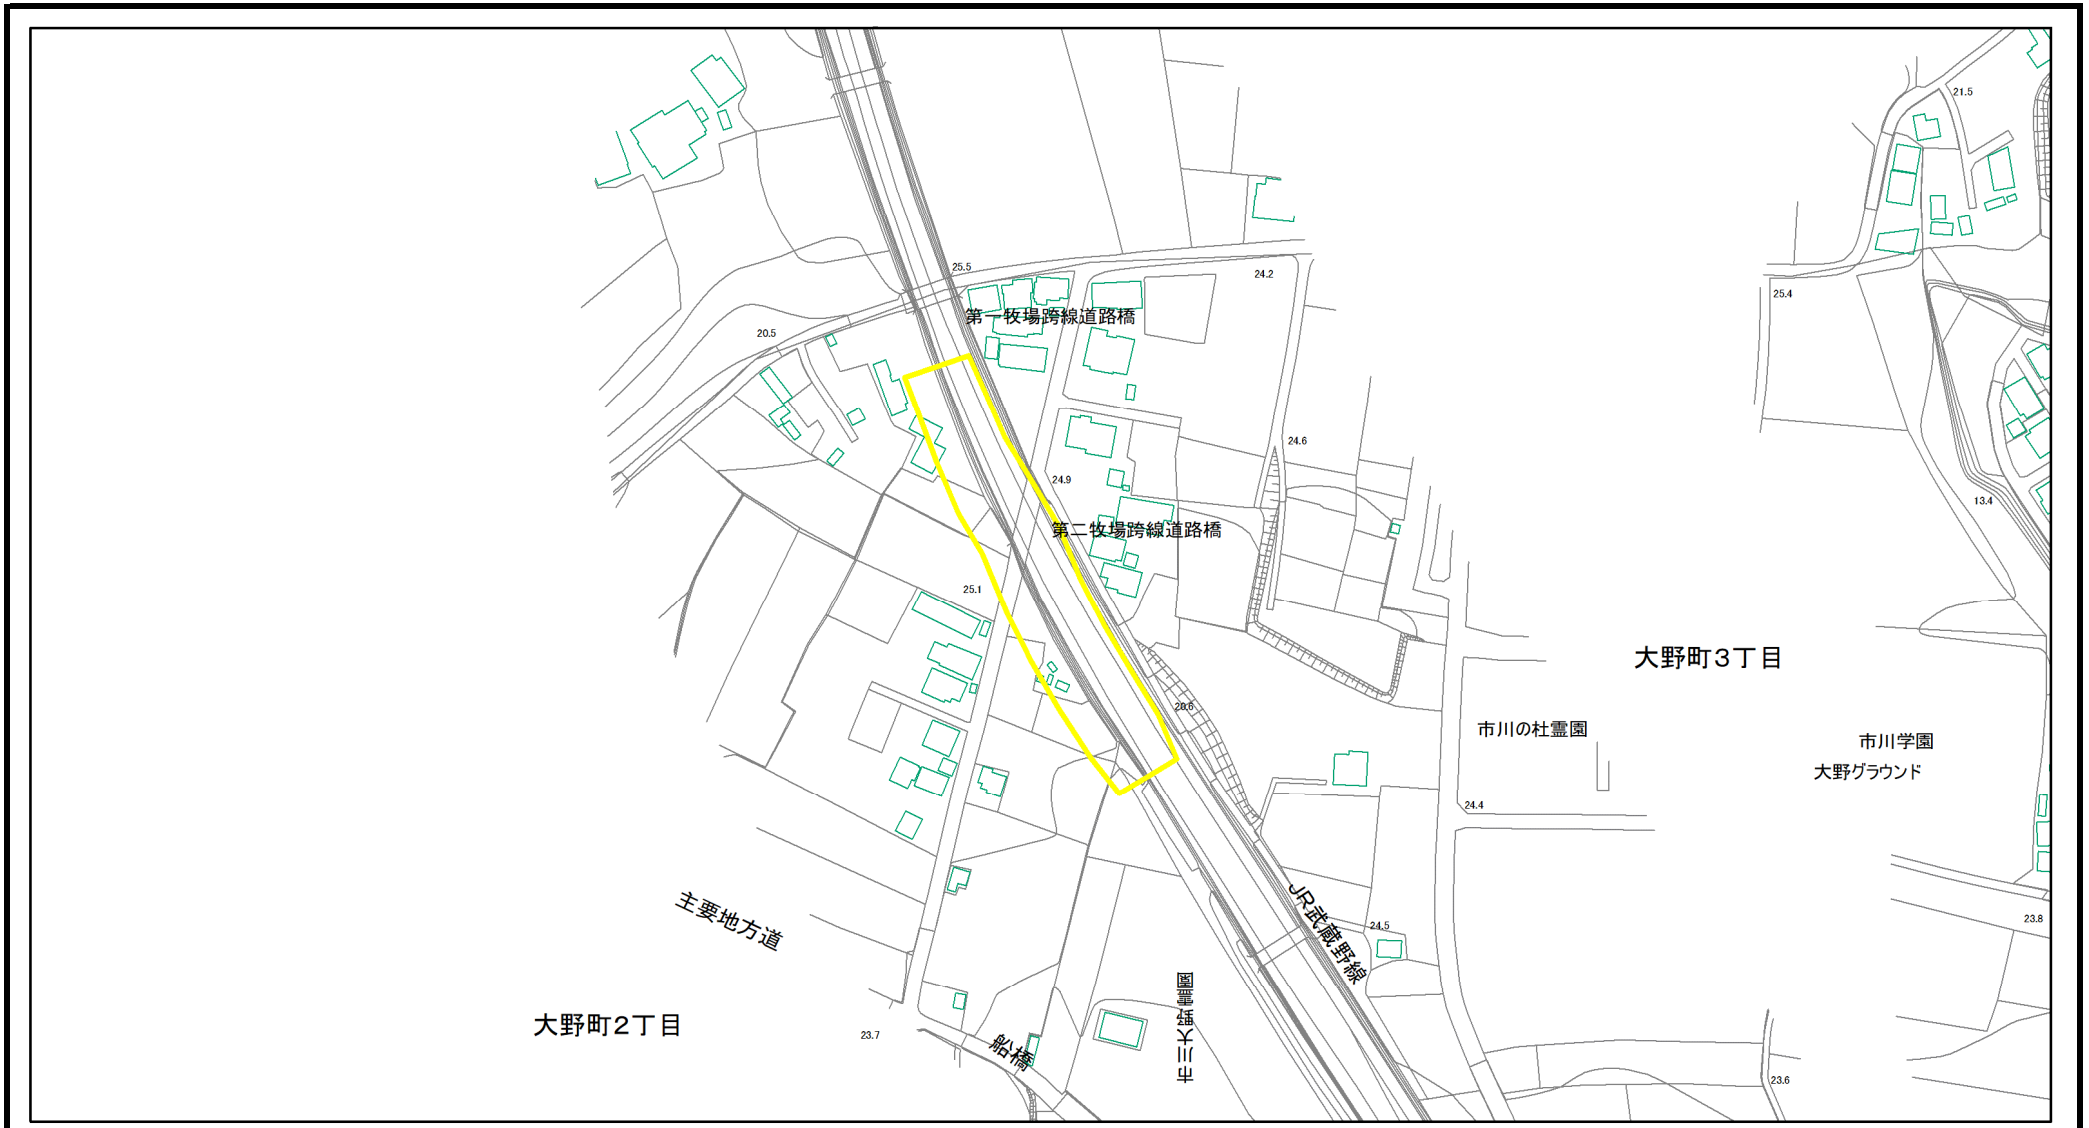 21.5
25.5
24.2
25.4
第一牧場跨線道路橋
20.5
24.6
24.9
13.4
第二牧場跨線道路橋
25.1
大野町3丁目
20.6
市川の杜霊園
市川学園
大野グラウンド
24.4
主要地方道
JR武蔵野線
24.5
23.8
市川大野霊園
大野町2丁目
23.7
船橋
23.6